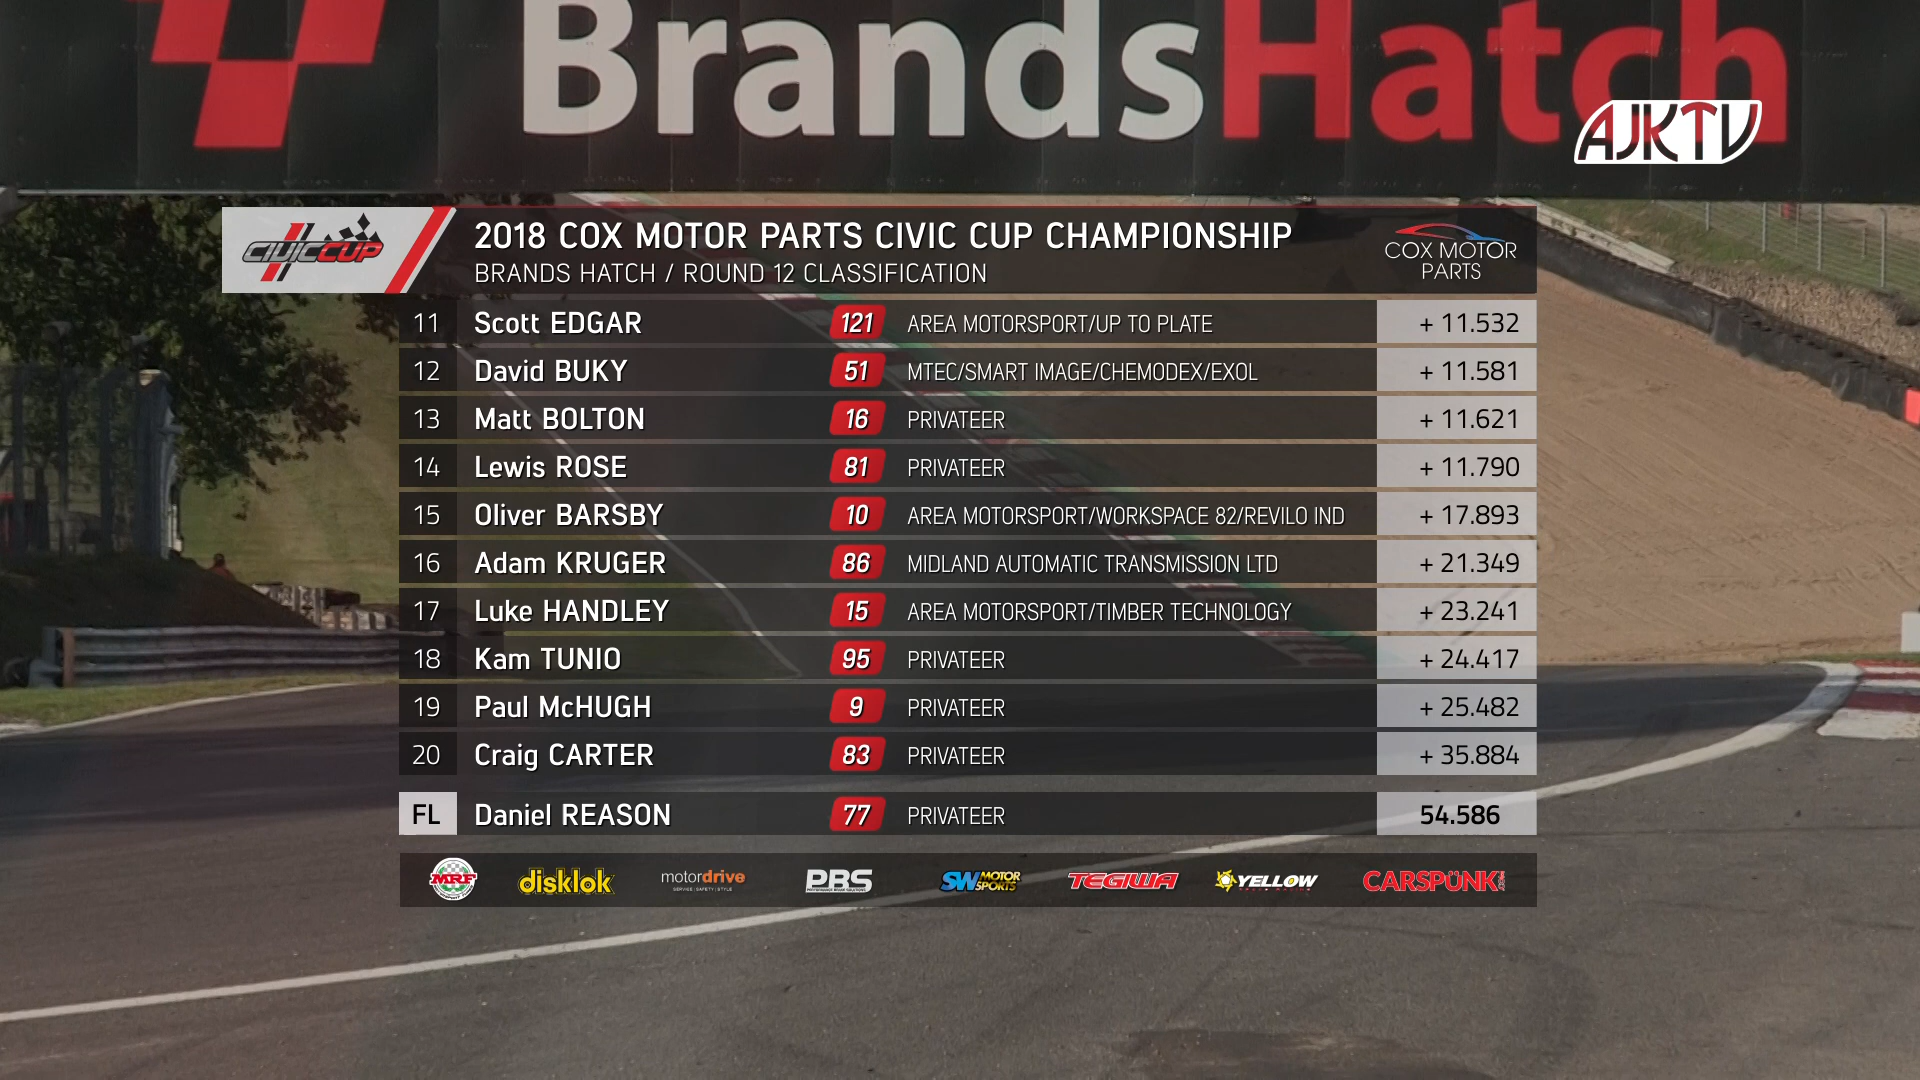 BrandsHatch
AJKTV
CIVICCUP
2018 COX MOTOR PARTS CIVIC CUP CHAMPIONSHIP
BRANDS HATCH / ROUND 12 CLASSIFICATION
COX MOTOR
PARTS
11 Scott EDGAR 121 AREA MOTORSPORT/UP TO PLATE + 11.532
12 David BUKY 51 MTEC/SMART IMAGE/CHEMODEX/EXOL + 11.581
13 Matt BOLTON 16 PRIVATEER + 11.621
14 Lewis ROSE 81 PRIVATEER + 11.790
15 Oliver BARSBY 10 AREA MOTORSPORT/WORKSPACE 82/REVILO IND + 17.893
16 Adam KRUGER 86 MIDLAND AUTOMATIC TRANSMISSION LTD + 21.349
17 Luke HANDLEY 15 AREA MOTORSPORT/TIMBER TECHNOLOGY + 23.241
18 Kam TUNIO 95 PRIVATEER + 24.417
19 Paul McHUGH 9 PRIVATEER + 25.482
20 Craig CARTER 83 PRIVATEER + 35.884
FL Daniel REASON 77 PRIVATEER 54.586
MRF disklok motordrive PBS SW MOTOR SPORTS TEGIWA YELLOW CARSPUNK
SERVICE | SAFETY | STYLE